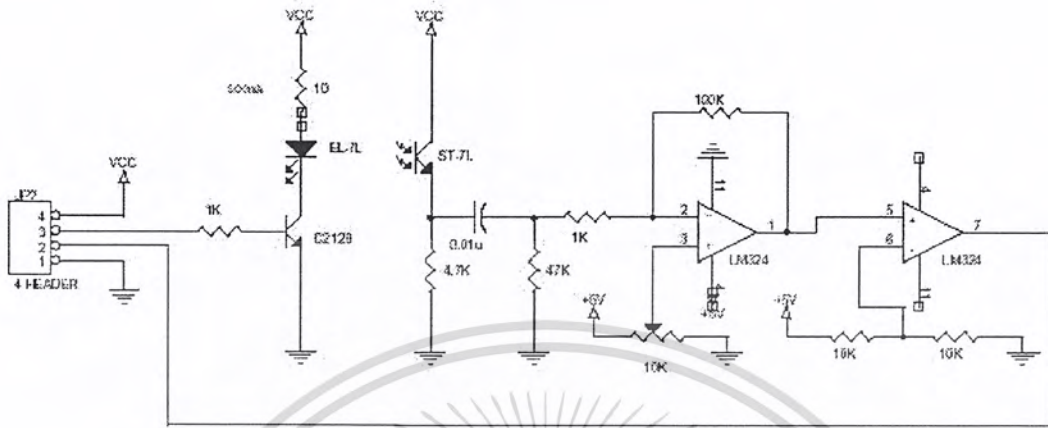 VCC
VCC
10
100K
EL-7L
ST-7L
VCC
11
4
JP2
1K
2
5
4
3
0.01u
1K
1
7
2
3
6
1
C2120
4.7K
47K
LM324
LM324
4 HEADER
4
11
+5V
+5V
10K
10K
10K